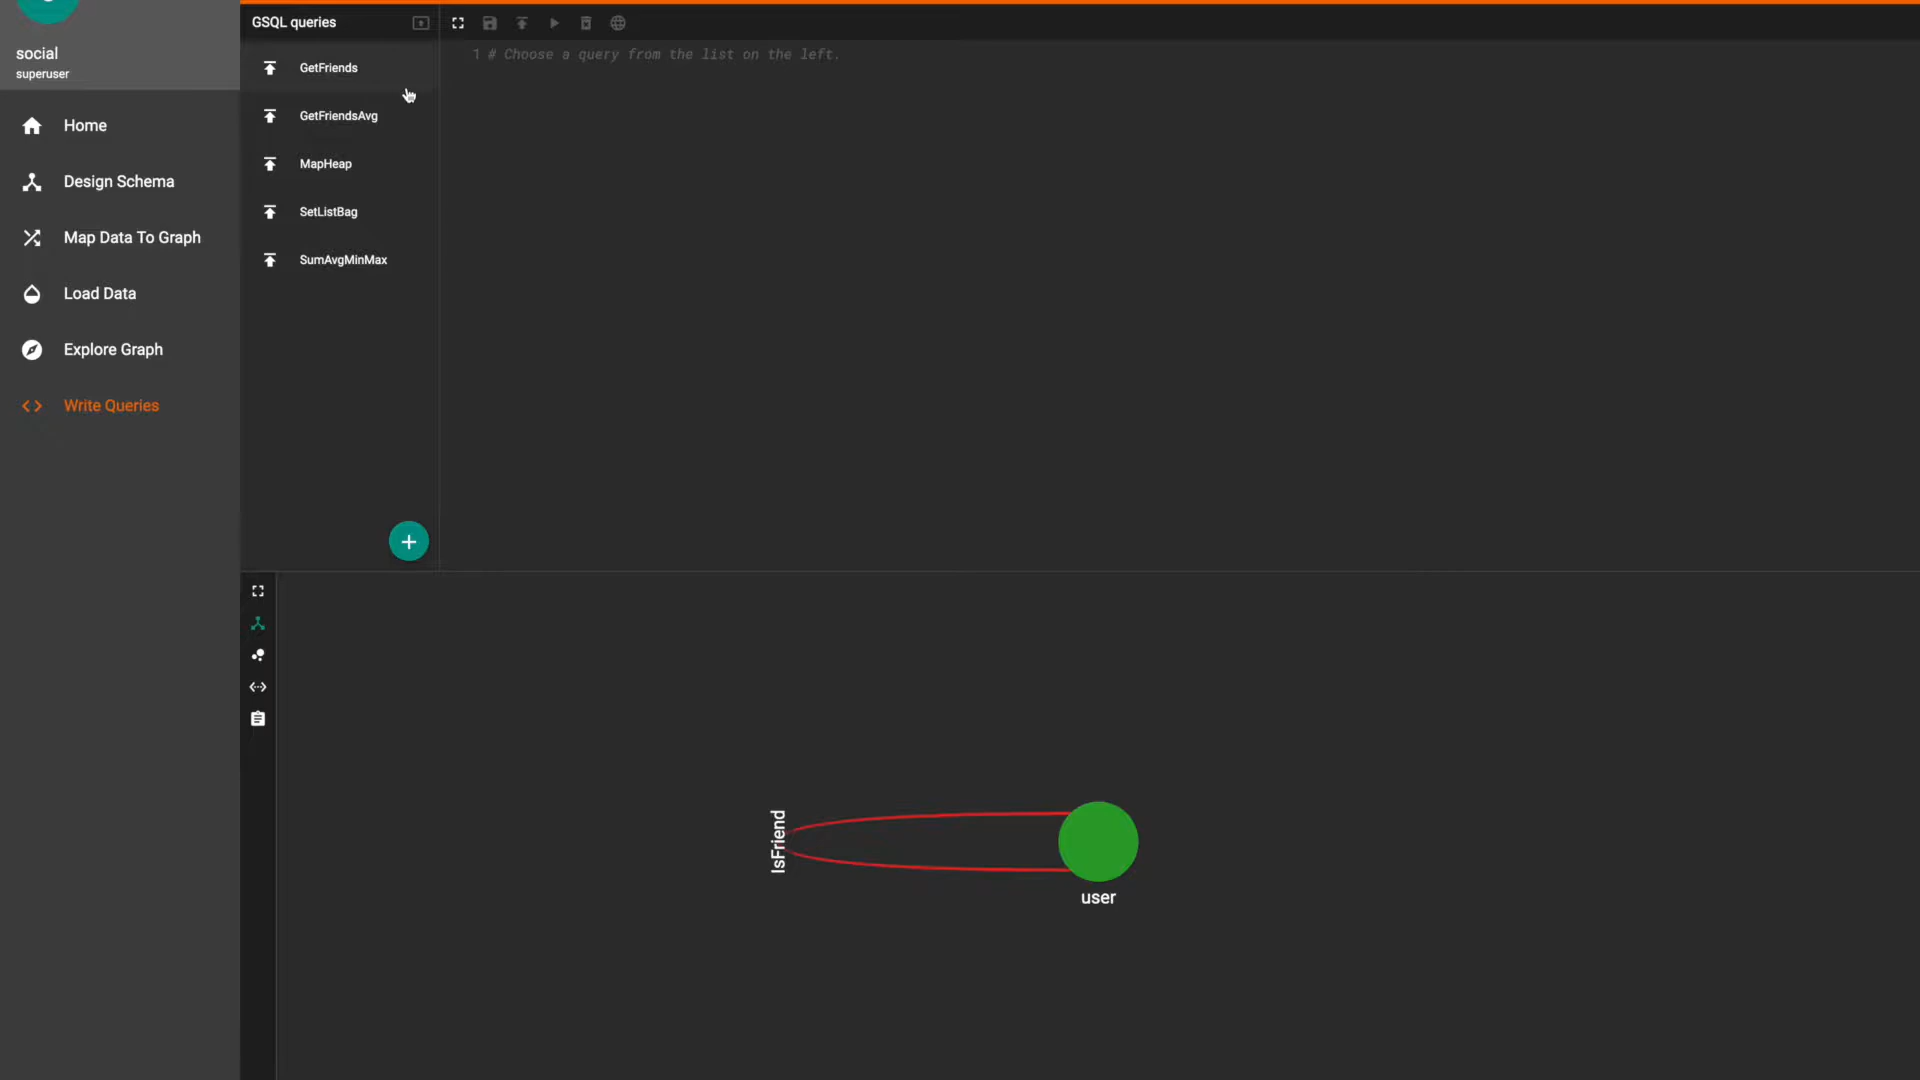 social
superuser
Home
Design Schema
Map Data To Graph
Load Data
Explore Graph
Write Queries
GSQL queries
GetFriends
GetFriendsAvg
MapHeap
SetListBag
SumAvgMinMax
1 # Choose a query from the list on the left.
IsFriend
user